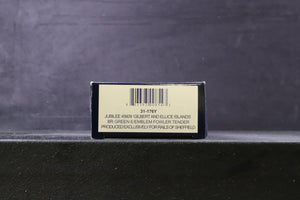 31-176Y
JUBILEE 45609 'GILBERT AND ELLICE ISLANDS
BR GREEN E/EMBLEM FOWLER TENDER
PRODUCED EXCLUSIVELY FOR RAILS OF SHEFFIELD